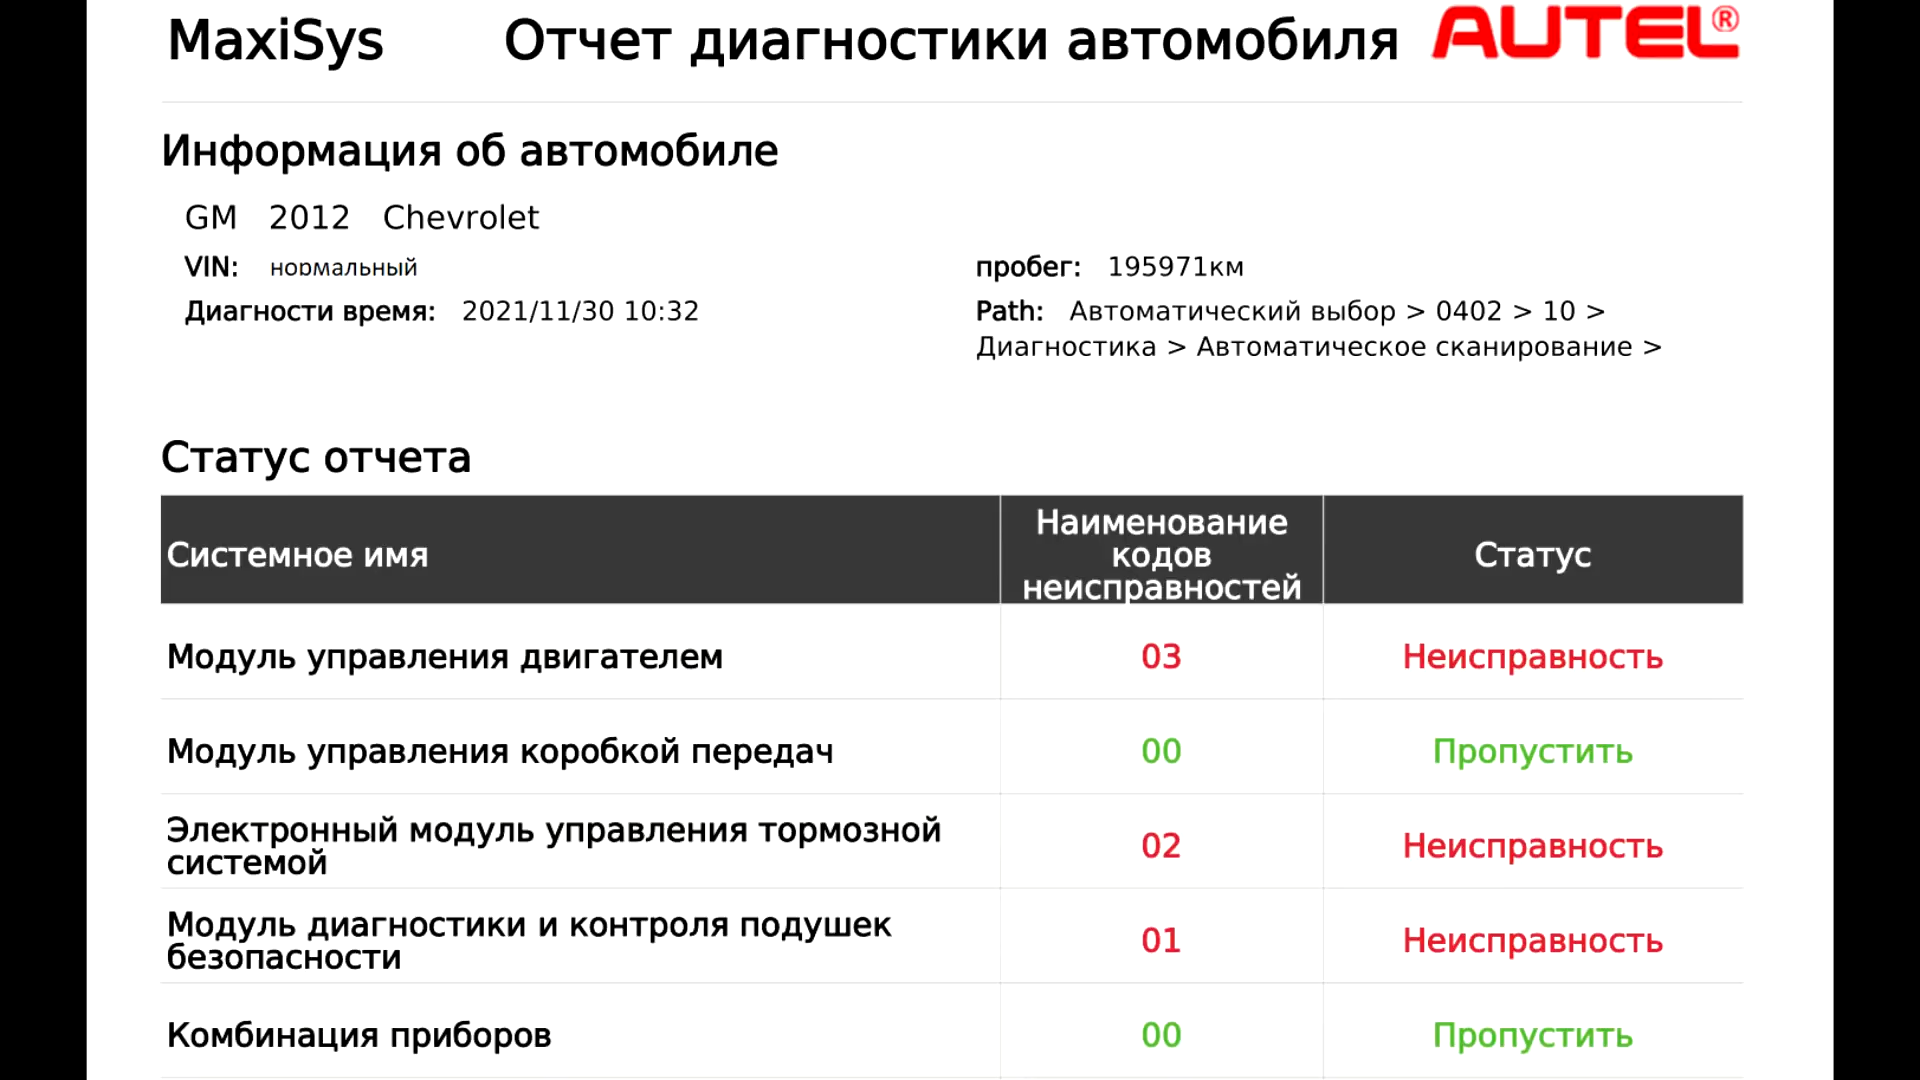 MaxiSys Отчет диагностики автомобиля AUTEL®
Информация об автомобиле
GM 2012 Chevrolet
VIN: нормальный пробег: 195971км
Диагности время: 2021/11/30 10:32 Path: Автоматический выбор > 0402 > 10 >
Диагностика > Автоматическое сканирование >
Статус отчета
Системное имя
Наименование
кодов
неисправностей
Статус
Модуль управления двигателем 03 Неисправность
Модуль управления коробкой передач 00 Пропустить
Электронный модуль управления тормозной
системой
02 Неисправность
Модуль диагностики и контроля подушек
безопасности
01 Неисправность
Комбинация приборов 00 Пропустить